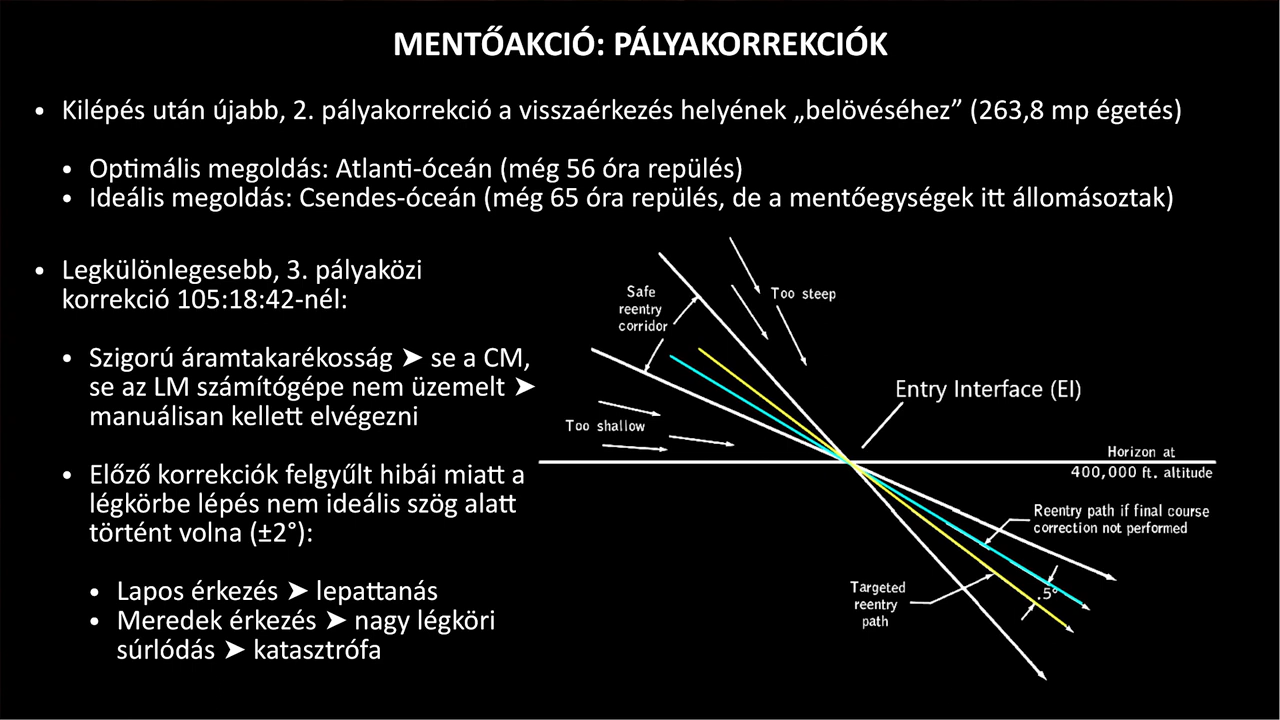 MENTŐAKCIÓ: PÁLYAKORREKCIÓK
• Kilépés után újabb, 2. pályakorrekció a visszaérkezés helyének „belövéséhez” (263,8 mp égetés)
• Optimális megoldás: Atlanti-óceán (még 56 óra repülés)
• Ideális megoldás: Csendes-óceán (még 65 óra repülés, de a mentőegységek itt állomásoztak)
• Legkülönlegesebb, 3. pályaközi
korrekció 105:18:42-nél:
• Szigorú áramtakarékosság ➤ se a CM,
se az LM számítógépe nem üzemelt ➤
manuálisan kellett elvégezni
• Előző korrekciók felgyűlt hibái miatt a
légkörbe lépés nem ideális szög alatt
történt volna (±2°):
• Lapos érkezés ➤ lepattanás
• Meredek érkezés ➤ nagy légköri
súrlódás ➤ katasztrófa
Safe
reentry
corridor
Too steep
Too shallow
Entry Interface (EI)
Horizon at
400,000 ft. altitude
Reentry path if final course
correction not performed
Targeted
reentry
path
.5°